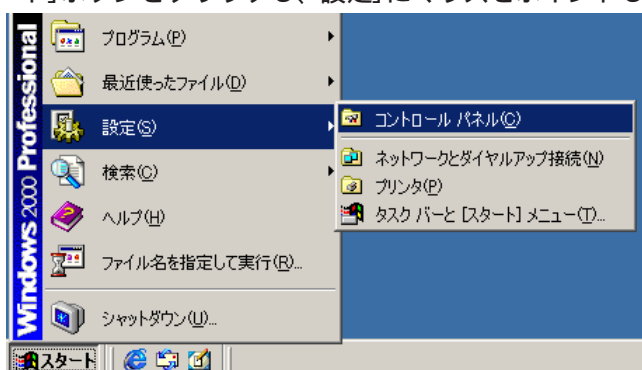 プログラム(P)
最近使ったファイル(D)
設定(S)
検索(C)
ヘルプ(H)
ファイル名を指定して実行(R)...
シャットダウン(U)...
コントロール パネル(C)
ネットワークとダイヤルアップ接続(N)
プリンタ(P)
タスク バーと [スタート] メニュー(T)...
Windows 2000 Professional
スタート